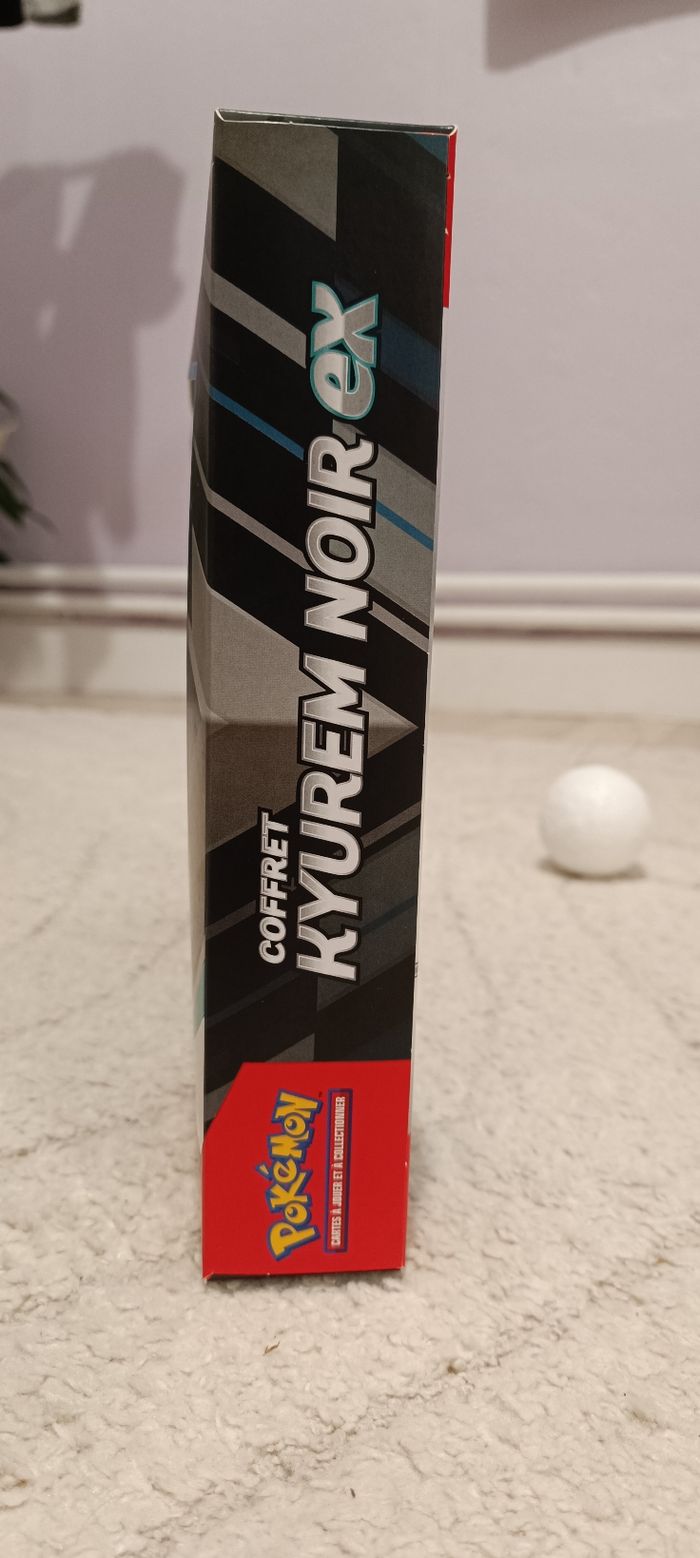 COFFRET
KYUREM NOIR ex
POKéMON
CARTES À JOUER ET À COLLECTIONNER